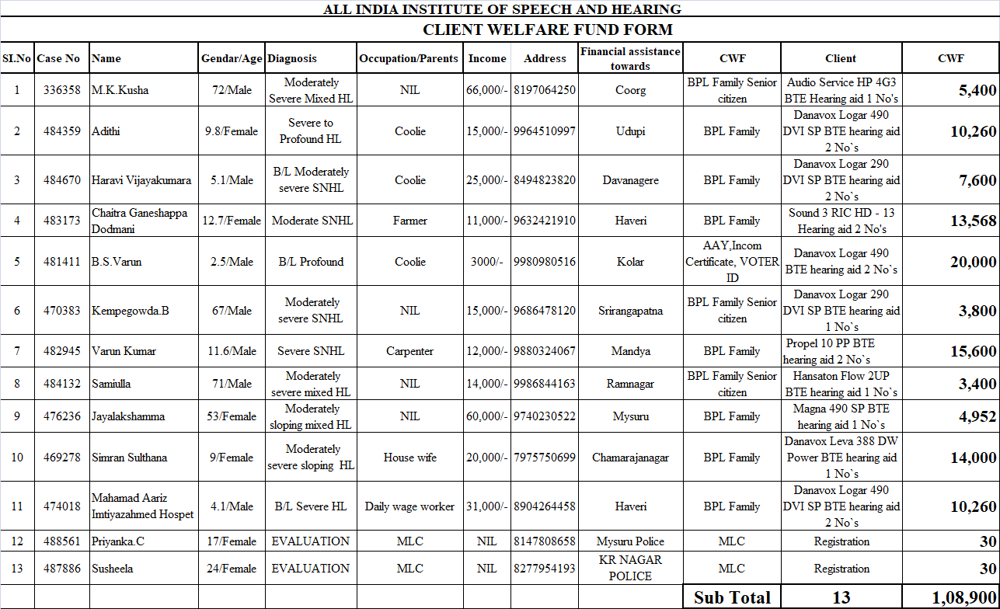 ALL INDIA INSTITUTE OF SPEECH AND HEARING
CLIENT WELFARE FUND FORM
SI.No Case No Name Gendar/Age Diagnosis Occupation/Parents Income Address Financial assistance towards CWF Client CWF
1 336358 M.K.Kusha 72/Male Moderately Severe Mixed HL NIL 66,000/- 8197064250 Coorg BPL Family Senior citizen Audio Service HP 4G3 BTE Hearing aid 1 No's 5,400
2 484359 Adithi 9.8/Female Severe to Profound HL Coolie 15,000/- 9964510997 Udupi BPL Family Danavox Logar 490 DVI SP BTE hearing aid 2 No`s 10,260
3 484670 Haravi Vijayakumara 5.1/Male B/L Moderately severe SNHL Coolie 25,000/- 8494823820 Davanagere BPL Family Danavox Logar 290 DVI SP BTE hearing aid 2 No`s 7,600
4 483173 Chaitra Ganeshappa Dodmani 12.7/Female Moderate SNHL Farmer 11,000/- 9632421910 Haveri BPL Family Sound 3 RIC HD - 13 Hearing aid 2 No's 13,568
5 481411 B.S.Varun 2.5/Male B/L Profound Coolie 3000/- 9980980516 Kolar AAY,Incom Certificate, VOTER ID Danavox Logar 490 BTE hearing aid 2 No`s 20,000
6 470383 Kempegowda.B 67/Male Moderately severe SNHL NIL 15,000/- 9686478120 Srirangapatna BPL Family Senior citizen Danavox Logar 290 DVI SP BTE hearing aid 1 No`s 3,800
7 482945 Varun Kumar 11.6/Male Severe SNHL Carpenter 12,000/- 9880324067 Mandya BPL Family Propel 10 PP BTE hearing aid 2 No`s 15,600
8 484132 Samiulla 71/Male Moderately severe mixed HL NIL 14,000/- 9986844163 Ramnagar BPL Family Senior citizen Hansaton Flow 2UP BTE hearing aid 1 No`s 3,400
9 476236 Jayalakshamma 53/Female Moderately sloping mixed HL NIL 60,000/- 9740230522 Mysuru BPL Family Magna 490 SP BTE hearing aid 1 No`s 4,952
10 469278 Simran Sulthana 9/Female Moderately severe sloping HL House wife 20,000/- 7975750699 Chamarajanagar BPL Family Danavox Leva 388 DW Power BTE hearing aid 1 No`s 14,000
11 474018 Mahamad Aariz Imtiyazahmed Hospet 4.1/Male B/L Severe HL Daily wage worker 31,000/- 8904264458 Haveri BPL Family Danavox Logar 490 DVI SP BTE hearing aid 2 No`s 10,260
12 488561 Priyanka.C 17/Female EVALUATION MLC NIL 8147808658 Mysuru Police MLC Registration 30
13 487886 Susheela 24/Female EVALUATION MLC NIL 8277954193 KR NAGAR POLICE MLC Registration 30
Sub Total 13 1,08,900